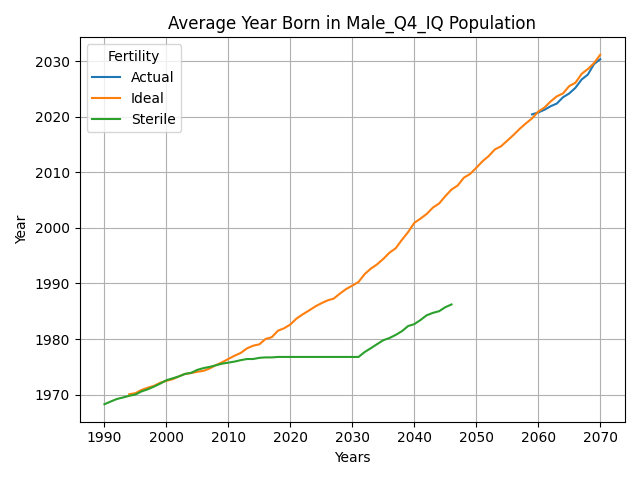 Average Year Born in Male_Q4_IQ Population
Fertility
Actual
Ideal
Sterile
Year
2030
2020
2010
2000
1990
1980
1970
1990 2000 2010 2020 2030 2040 2050 2060 2070
Years